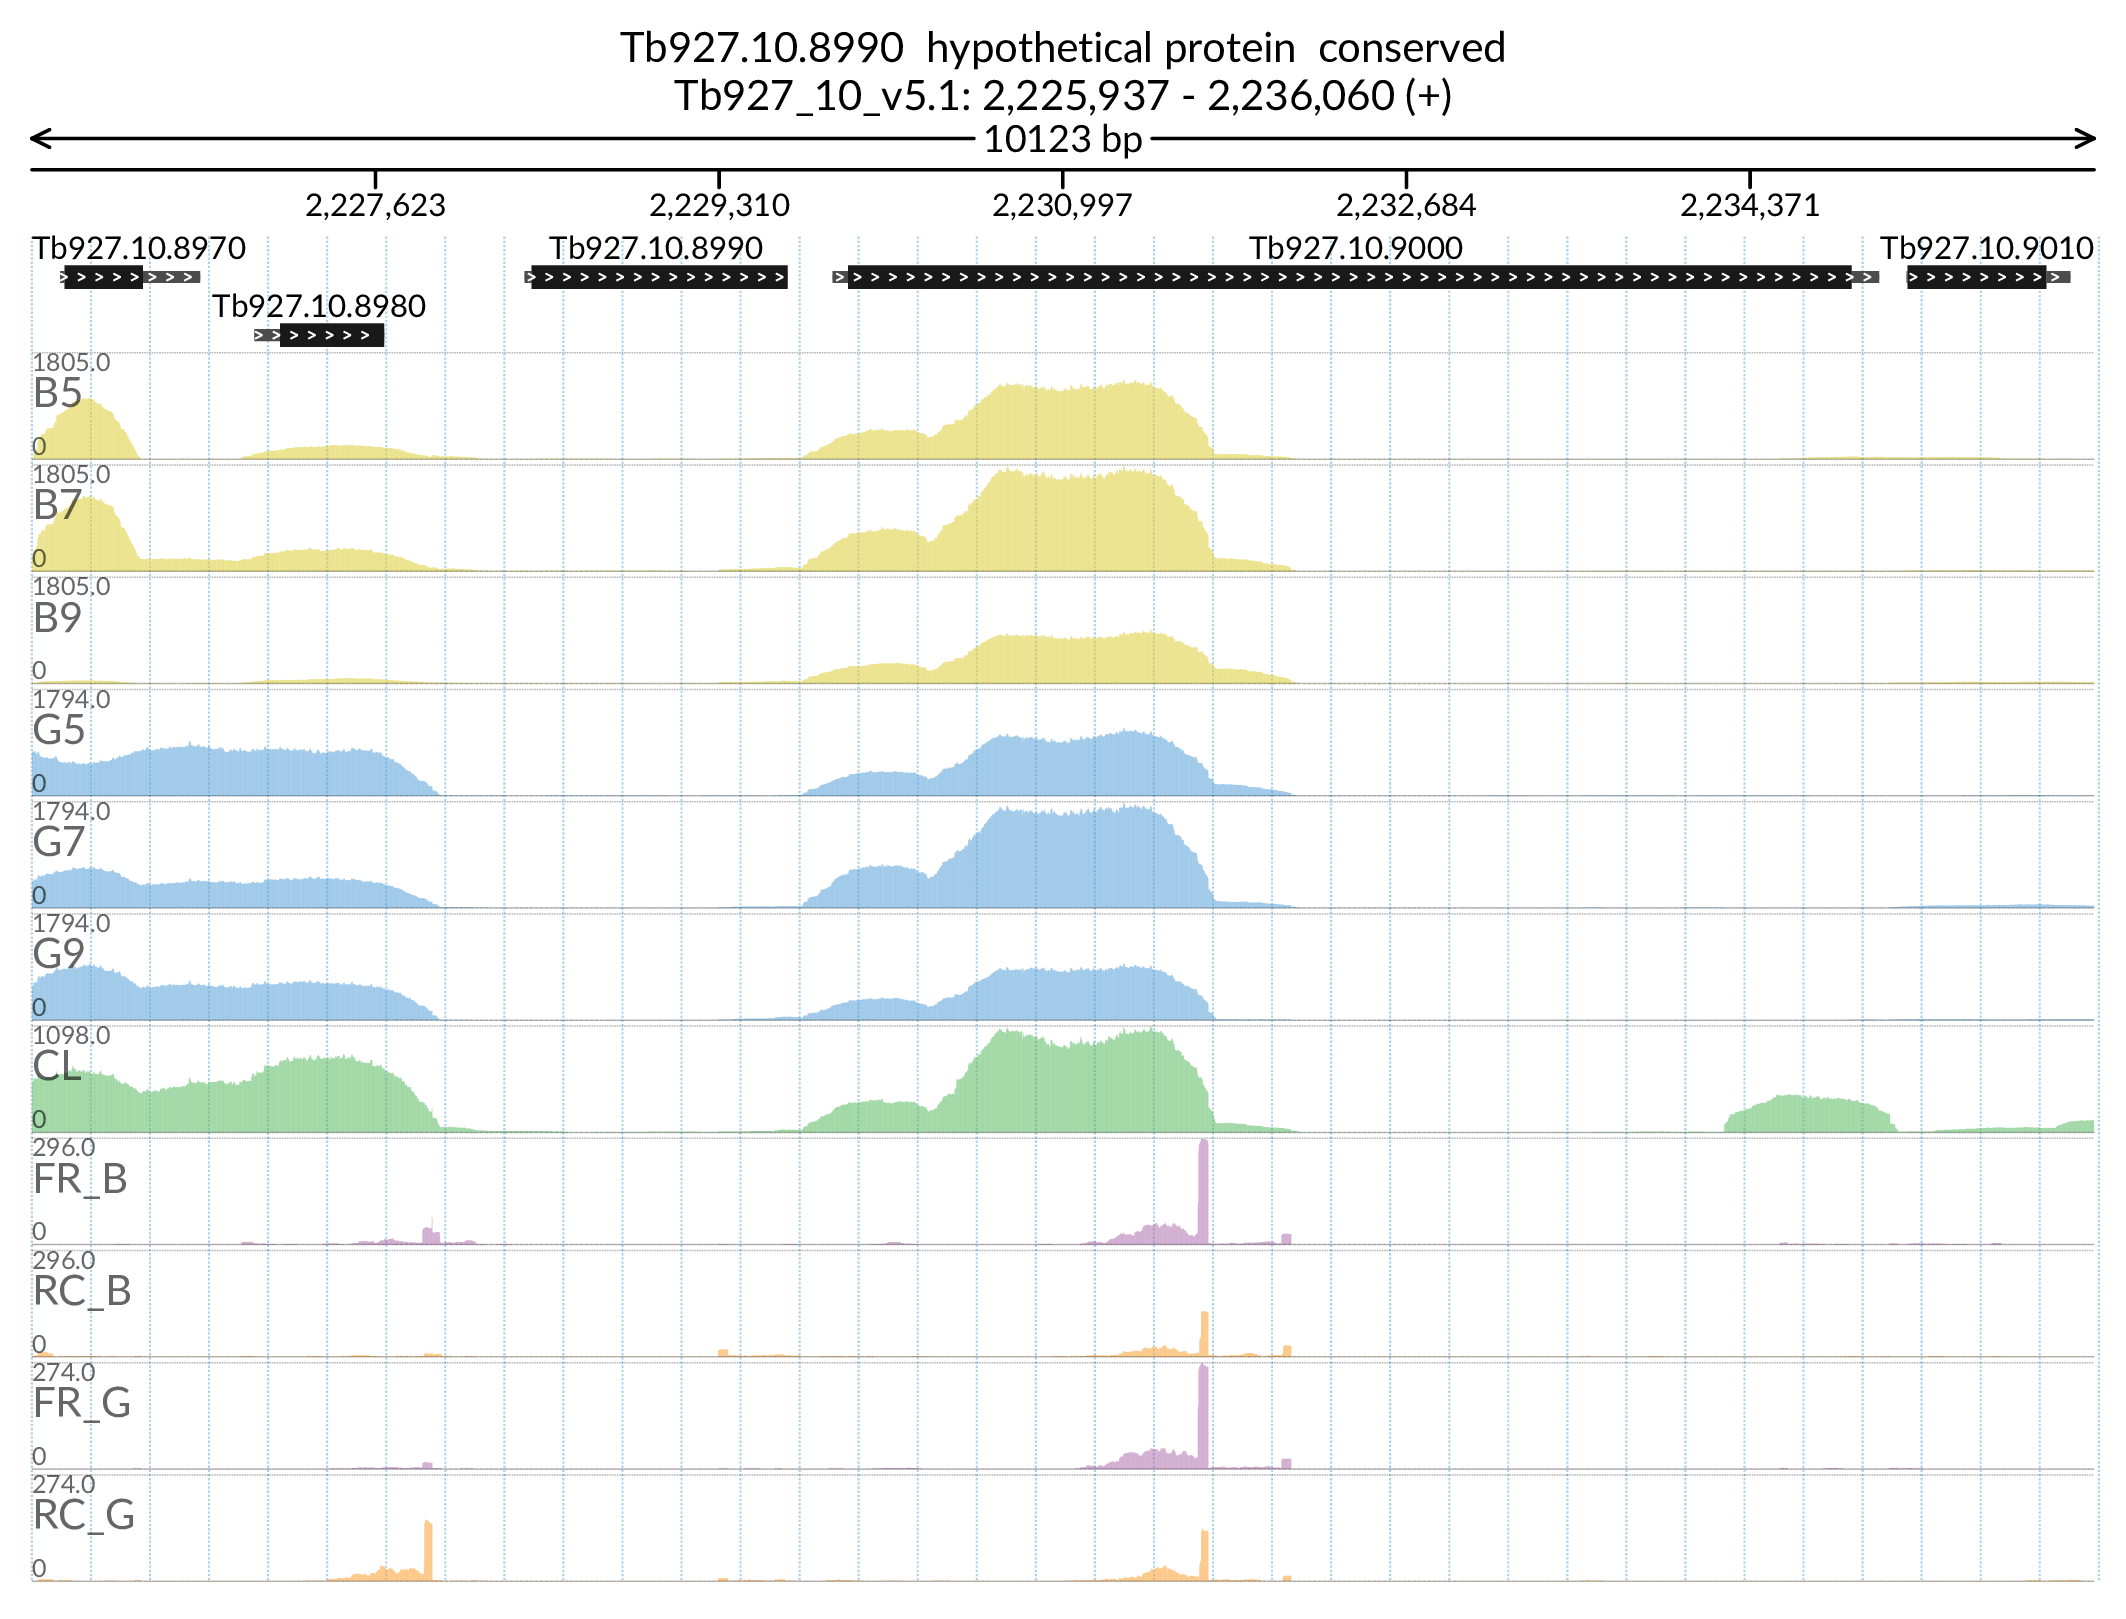 Tb927.10.8990  hypothetical protein  conserved
Tb927_10_v5.1: 2,225,937 - 2,236,060 (+)
10123 bp
2,227,623 2,229,310 2,230,997 2,232,684 2,234,371
Tb927.10.8970 Tb927.10.8990 Tb927.10.9000 Tb927.10.9010
Tb927.10.8980
1805.0
B5
0
1805.0
B7
0
1805.0
B9
0
1794.0
G5
0
1794.0
G7
0
1794.0
G9
0
1098.0
CL
0
296.0
FR_B
0
296.0
RC_B
0
274.0
FR_G
0
274.0
RC_G
0